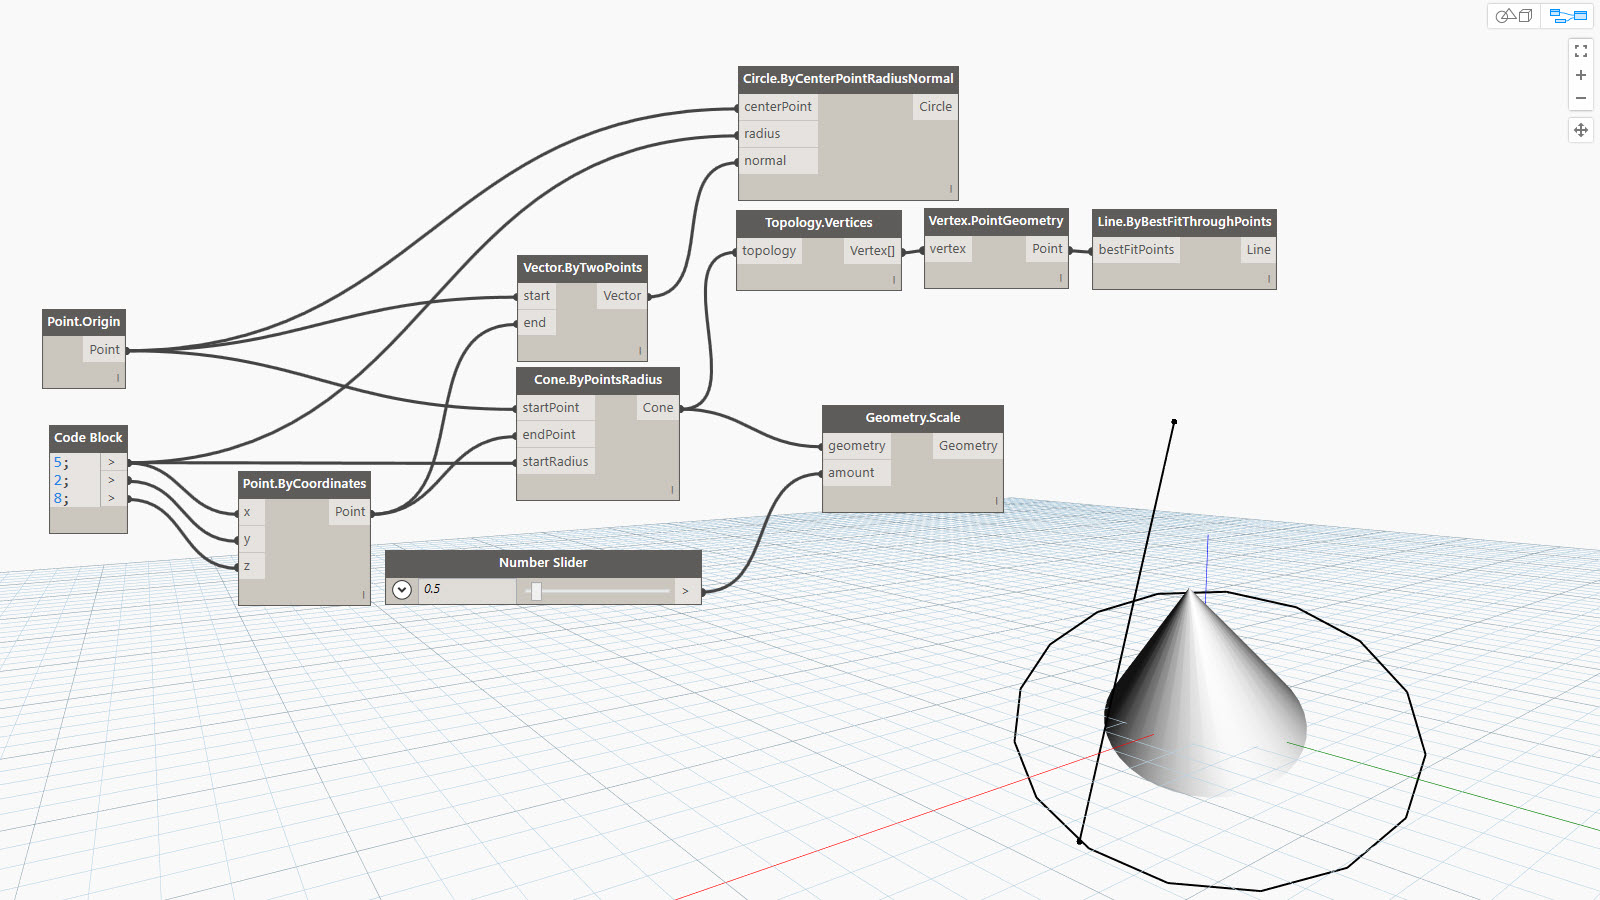 Circle.ByCenterPointRadiusNormal
centerPoint Circle
radius
normal
Topology.Vertices
topology Vertex[]
Vertex.PointGeometry
vertex Point
Line.ByBestFitThroughPoints
bestFitPoints Line
Vector.ByTwoPoints
start Vector
end
Point.Origin
Point
Cone.ByPointsRadius
startPoint Cone
endPoint
startRadius
Geometry.Scale
geometry Geometry
amount
Code Block
5; >
2; >
8; >
Point.ByCoordinates
x Point
y
z
Number Slider
0.5 >